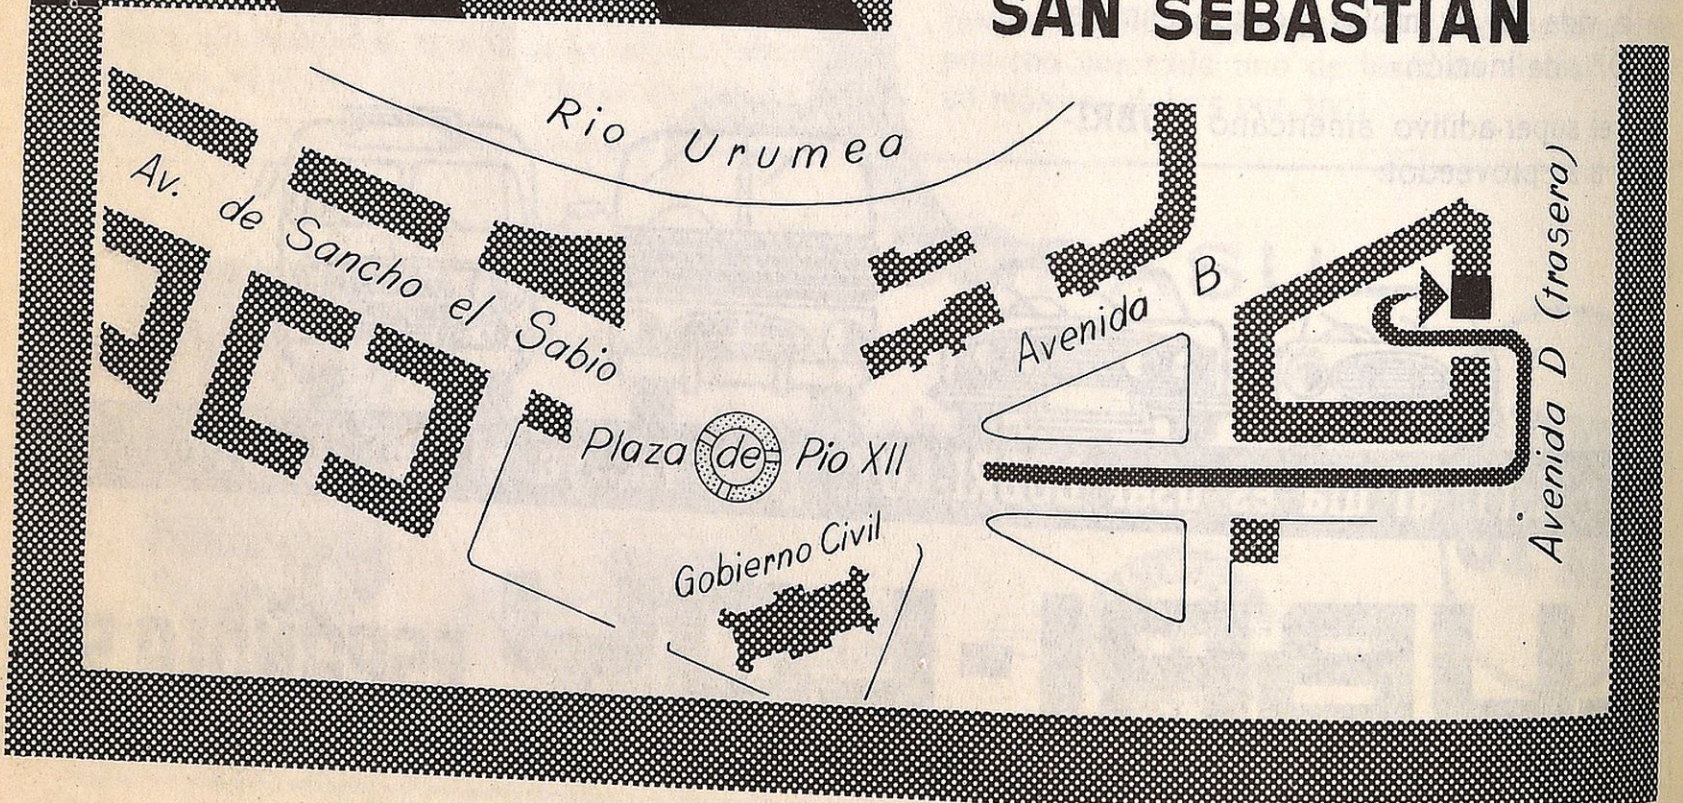 SAN SEBASTIAN
Rio Urumea
Av. de Sancho el Sabio
Avenida B
Avenida D (trasera)
Plaza de Pio XII
Gobierno Civil